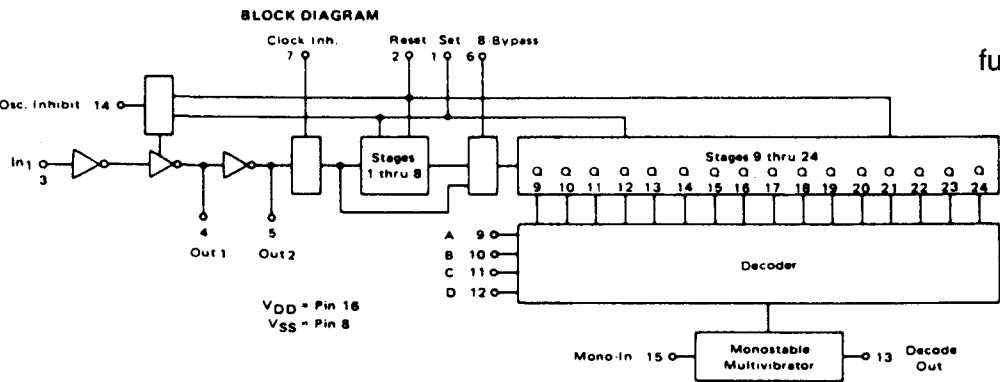 BLOCK DIAGRAM
Clock Inh. Reset Set 8-Bypass
7 2 1 6
fu
Osc. Inhibit 14
In1
3
Stages
1 thru 8
Stages 9 thru 24
Q Q Q Q Q Q Q Q Q Q Q Q Q Q Q Q
9 10 11 12 13 14 15 16 17 18 19 20 21 22 23 24
4 5
Out 1 Out 2
A 9
B 10
C 11
D 12
Decoder
VDD = Pin 16
VSS = Pin 8
Mono-In 15
Monostable
Multivibrator
13 Decode
Out